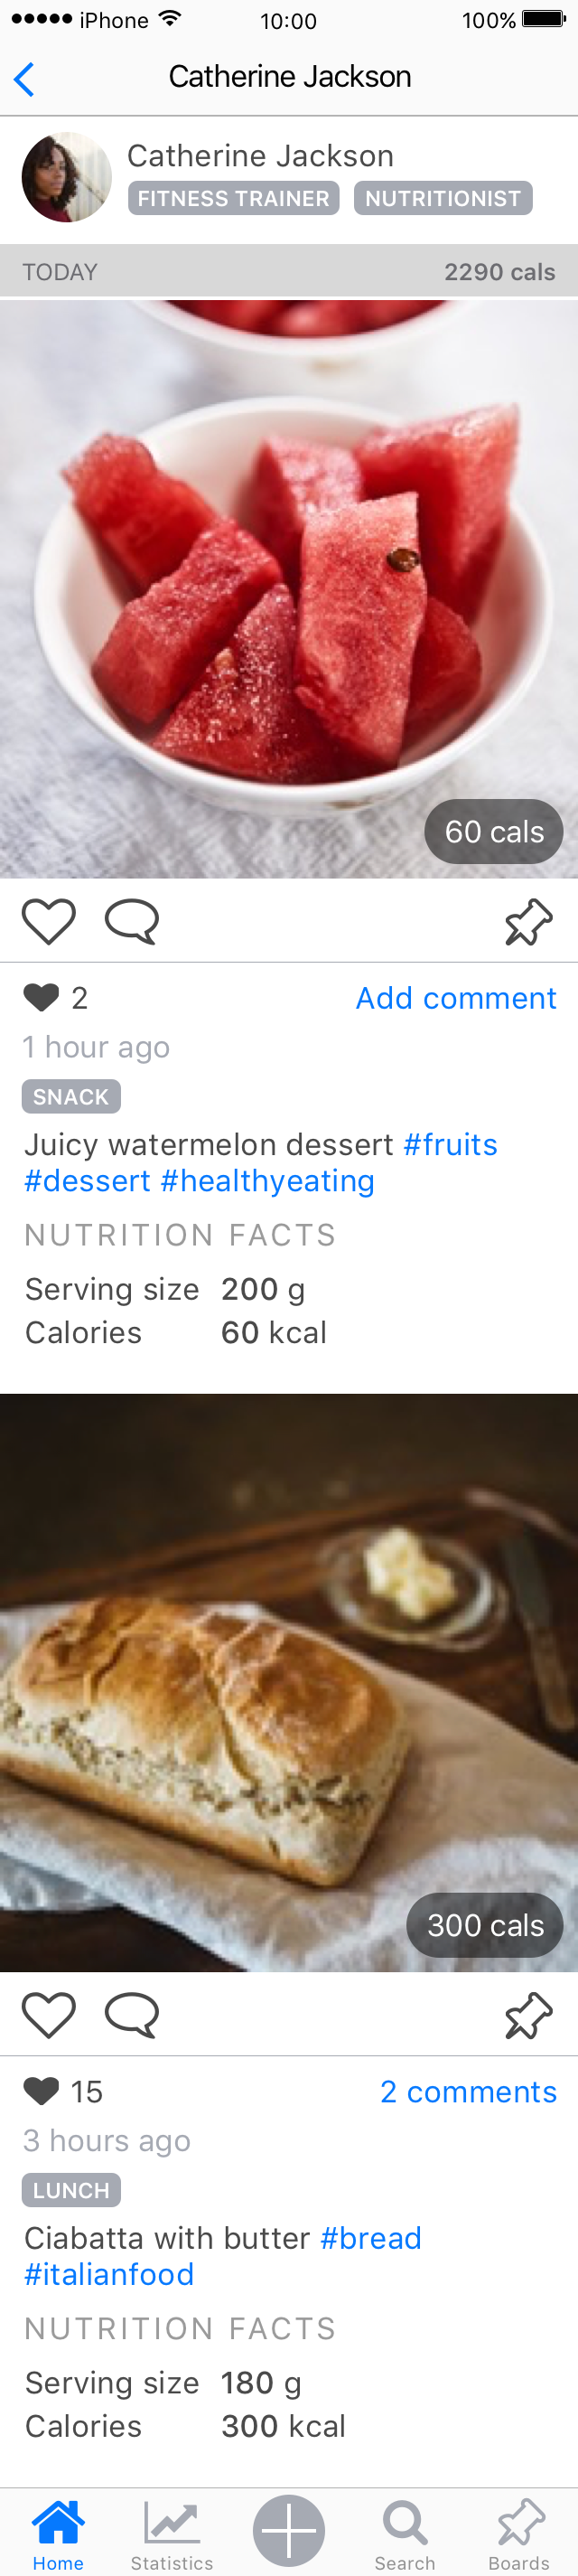 iPhone 10:00 100%
Catherine Jackson
Catherine Jackson
FITNESS TRAINER NUTRITIONIST
TODAY 2290 cals
60 cals
2 Add comment
1 hour ago
SNACK
Juicy watermelon dessert #fruits
#dessert #healthyeating
NUTRITION FACTS
Serving size 200 g
Calories 60 kcal
300 cals
15 2 comments
3 hours ago
LUNCH
Ciabatta with butter #bread
#italianfood
NUTRITION FACTS
Serving size 180 g
Calories 300 kcal
Home Statistics Search Boards